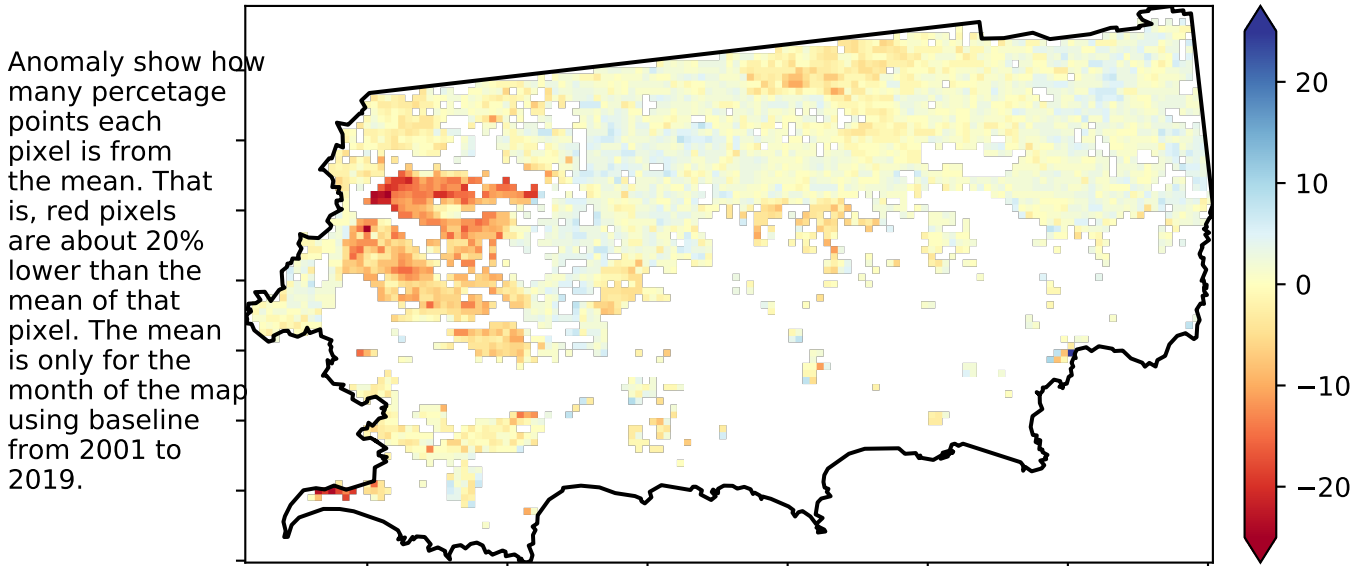 Anomaly show how
many percetage
points each
pixel is from
the mean. That
is, red pixels
are about 20%
lower than the
mean of that
pixel. The mean
is only for the
month of the map
using baseline
from 2001 to
2019.
20
10
0
−10
−20